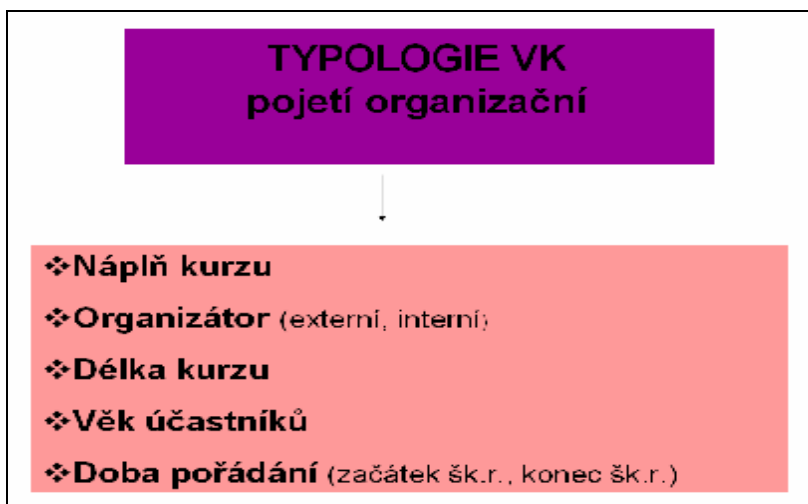 TYPOLOGIE VK
pojetí organizační
❖Náplň kurzu
❖Organizátor (externí, interní)
❖Délka kurzu
❖Věk účastníků
❖Doba pořádání (začátek šk.r., konec šk.r.)